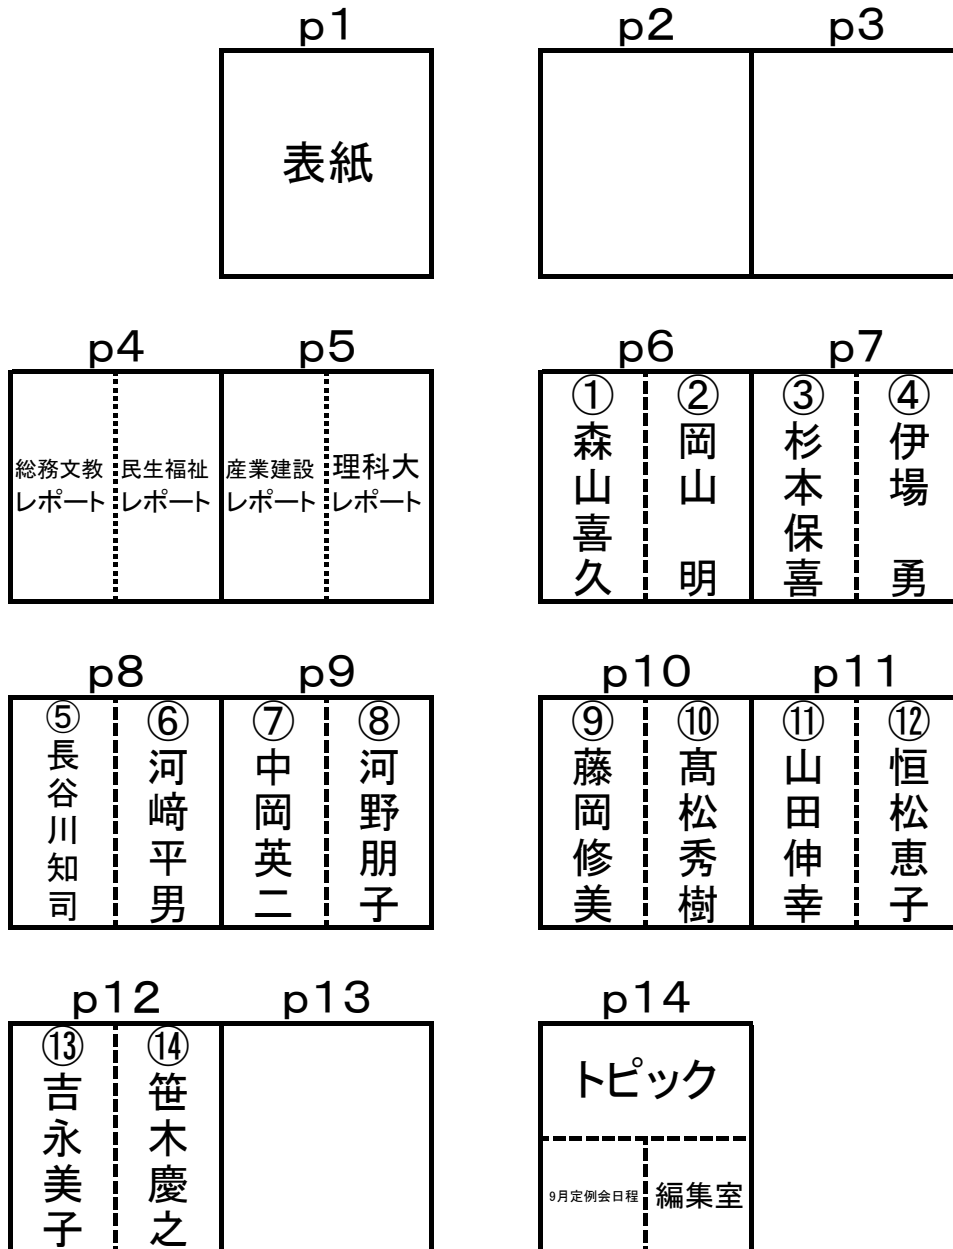 p1
表紙
p2
p3
p4
総務文教
レポート
民生福祉
レポート
p5
産業建設
レポート
理科大
レポート
p6
①森山喜久
②岡山 明
p7
③杉本保喜
④伊場 勇
p8
⑤長谷川知司
⑥河﨑平男
p9
⑦中岡英二
⑧河野朋子
p10
⑨藤岡修美
⑩髙松秀樹
p11
⑪山田伸幸
⑫恒松恵子
p12
⑬吉永美子
⑭笹木慶之
p13
p14
トピック
9月定例会日程
編集室